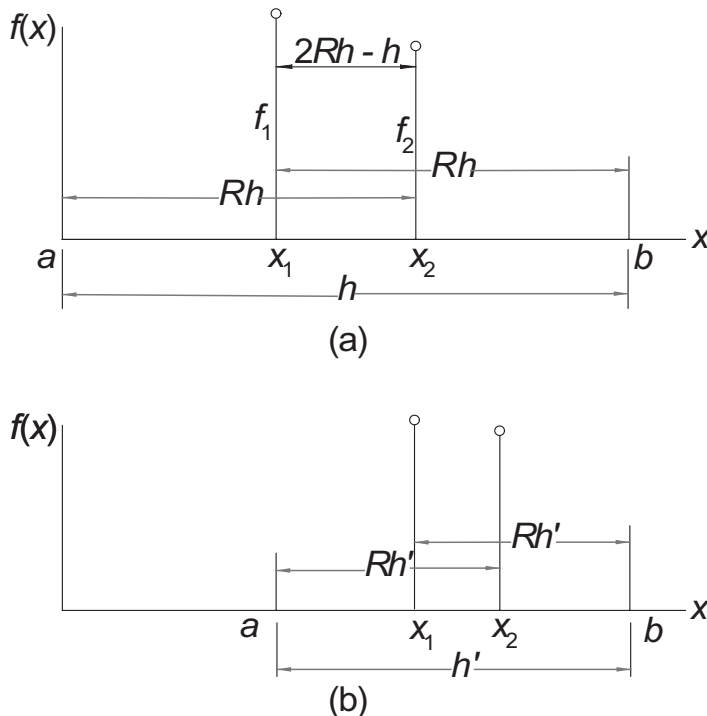 f(x)
2Rh - h
f₁
f₂
Rh
Rh
x
a
x₁
x₂
b
h
(a)
f(x)
Rh'
Rh'
x
a
x₁
x₂
b
h'
(b)